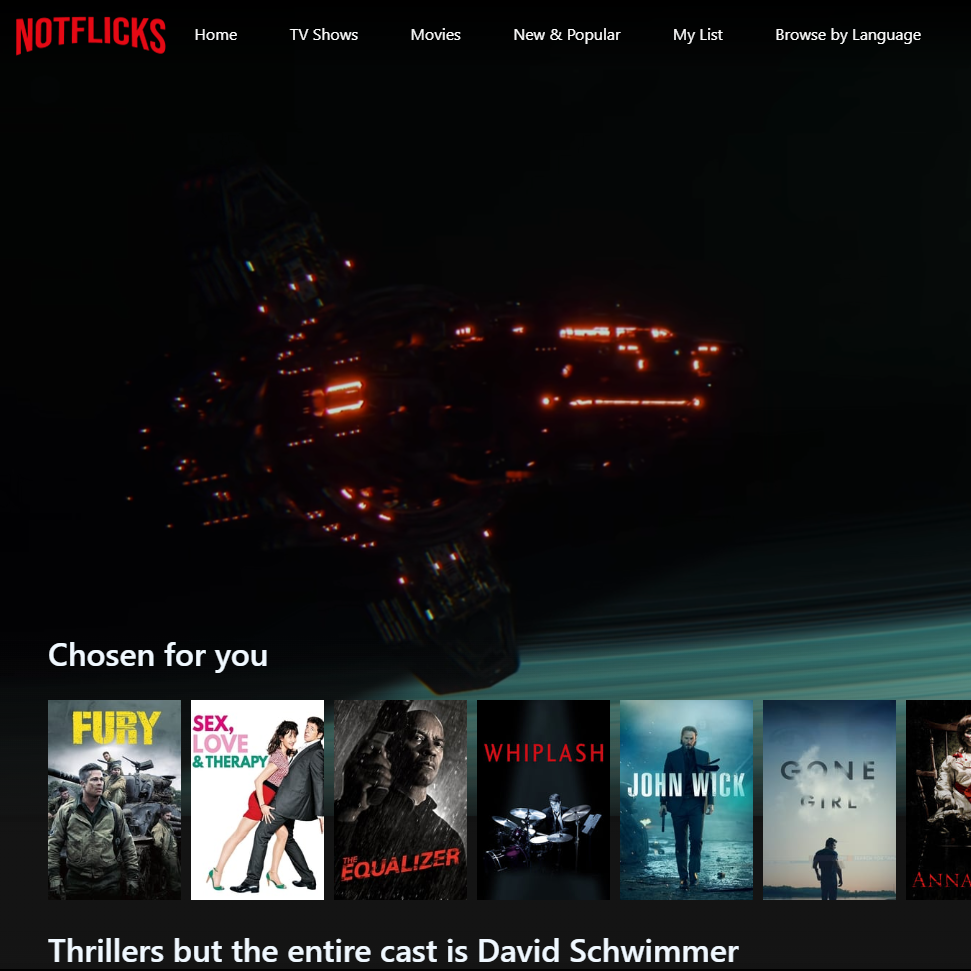 NOTFLICKS
Home
TV Shows
Movies
New & Popular
My List
Browse by Language
Chosen for you
FURY
SEX,
LOVE
& THERAPY
THE
EQUALIZER
WHIPLASH
JOHN WICK
GONE
GIRL
ANNA
Thrillers but the entire cast is David Schwimmer